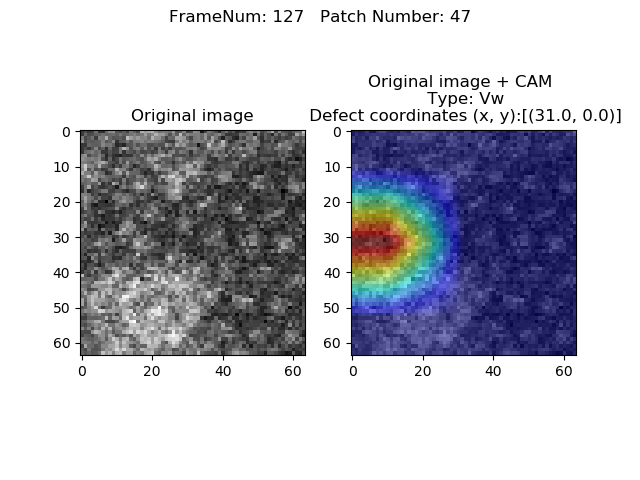 FrameNum: 127   Patch Number: 47
Original image
0
10
20
30
40
50
60
0 20 40 60
Original image + CAM
Type: Vw
Defect coordinates (x, y):[(31.0, 0.0)]
0
10
20
30
40
50
60
0 20 40 60